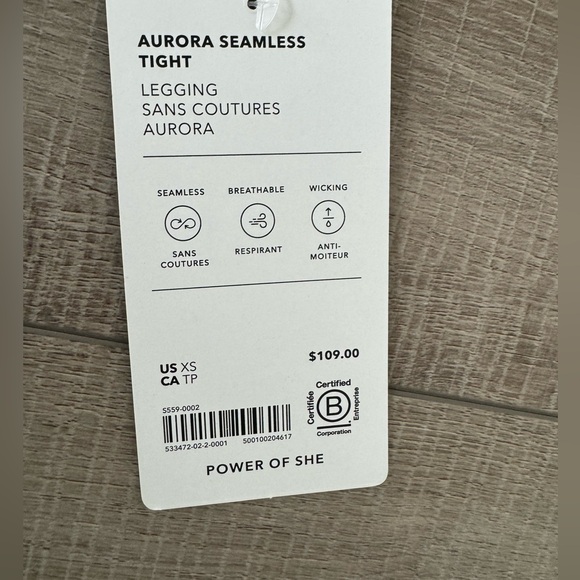 AURORA SEAMLESS
TIGHT
LEGGING
SANS COUTURES
AURORA
SEAMLESS
SANS
COUTURES
BREATHABLE
RESPIRANT
WICKING
ANTI-
MOITEUR
US XS
CA TP
$109.00
S559-0002
533472-02-2-0001 500100204617
Certified
Certifiée
B
Entreprise
Corporation
POWER OF SHE